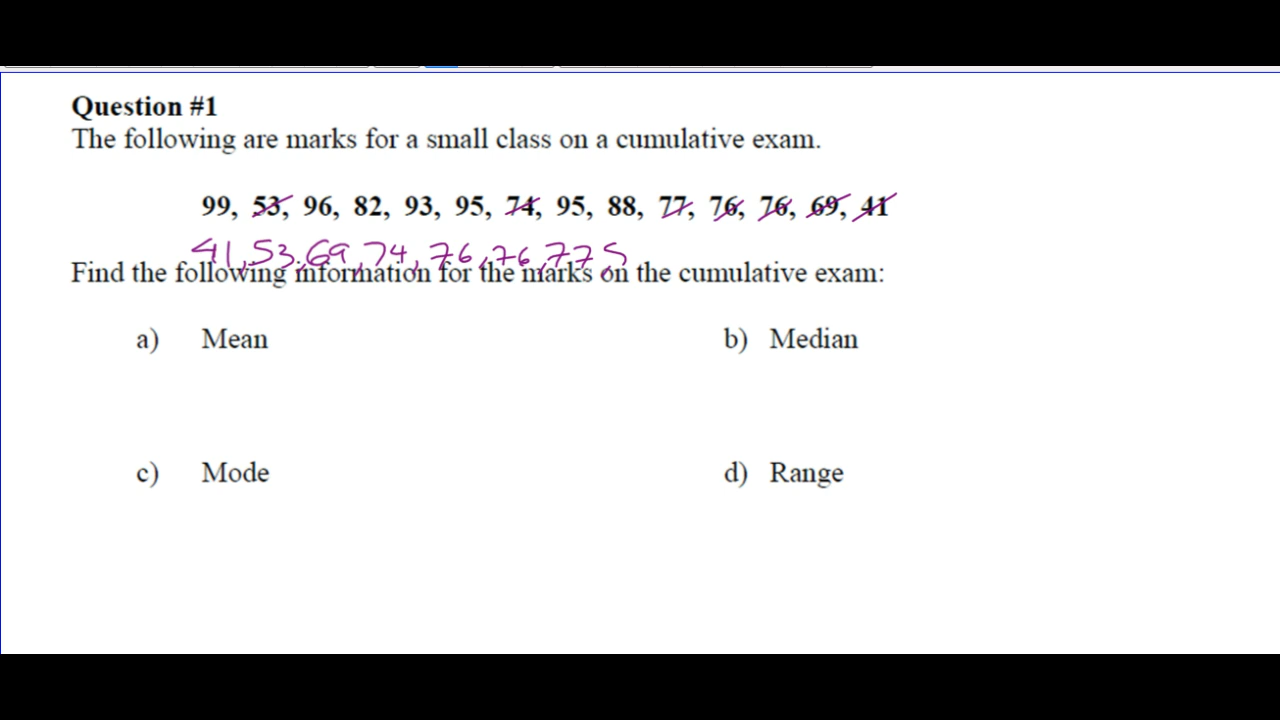 Question #1
The following are marks for a small class on a cumulative exam.
99, 53, 96, 82, 93, 95, 74, 95, 88, 77, 76, 76, 69, 41
41, 53, 69, 74, 76, 76, 77,
Find the following information for the marks on the cumulative exam:
a) Mean
b) Median
c) Mode
d) Range